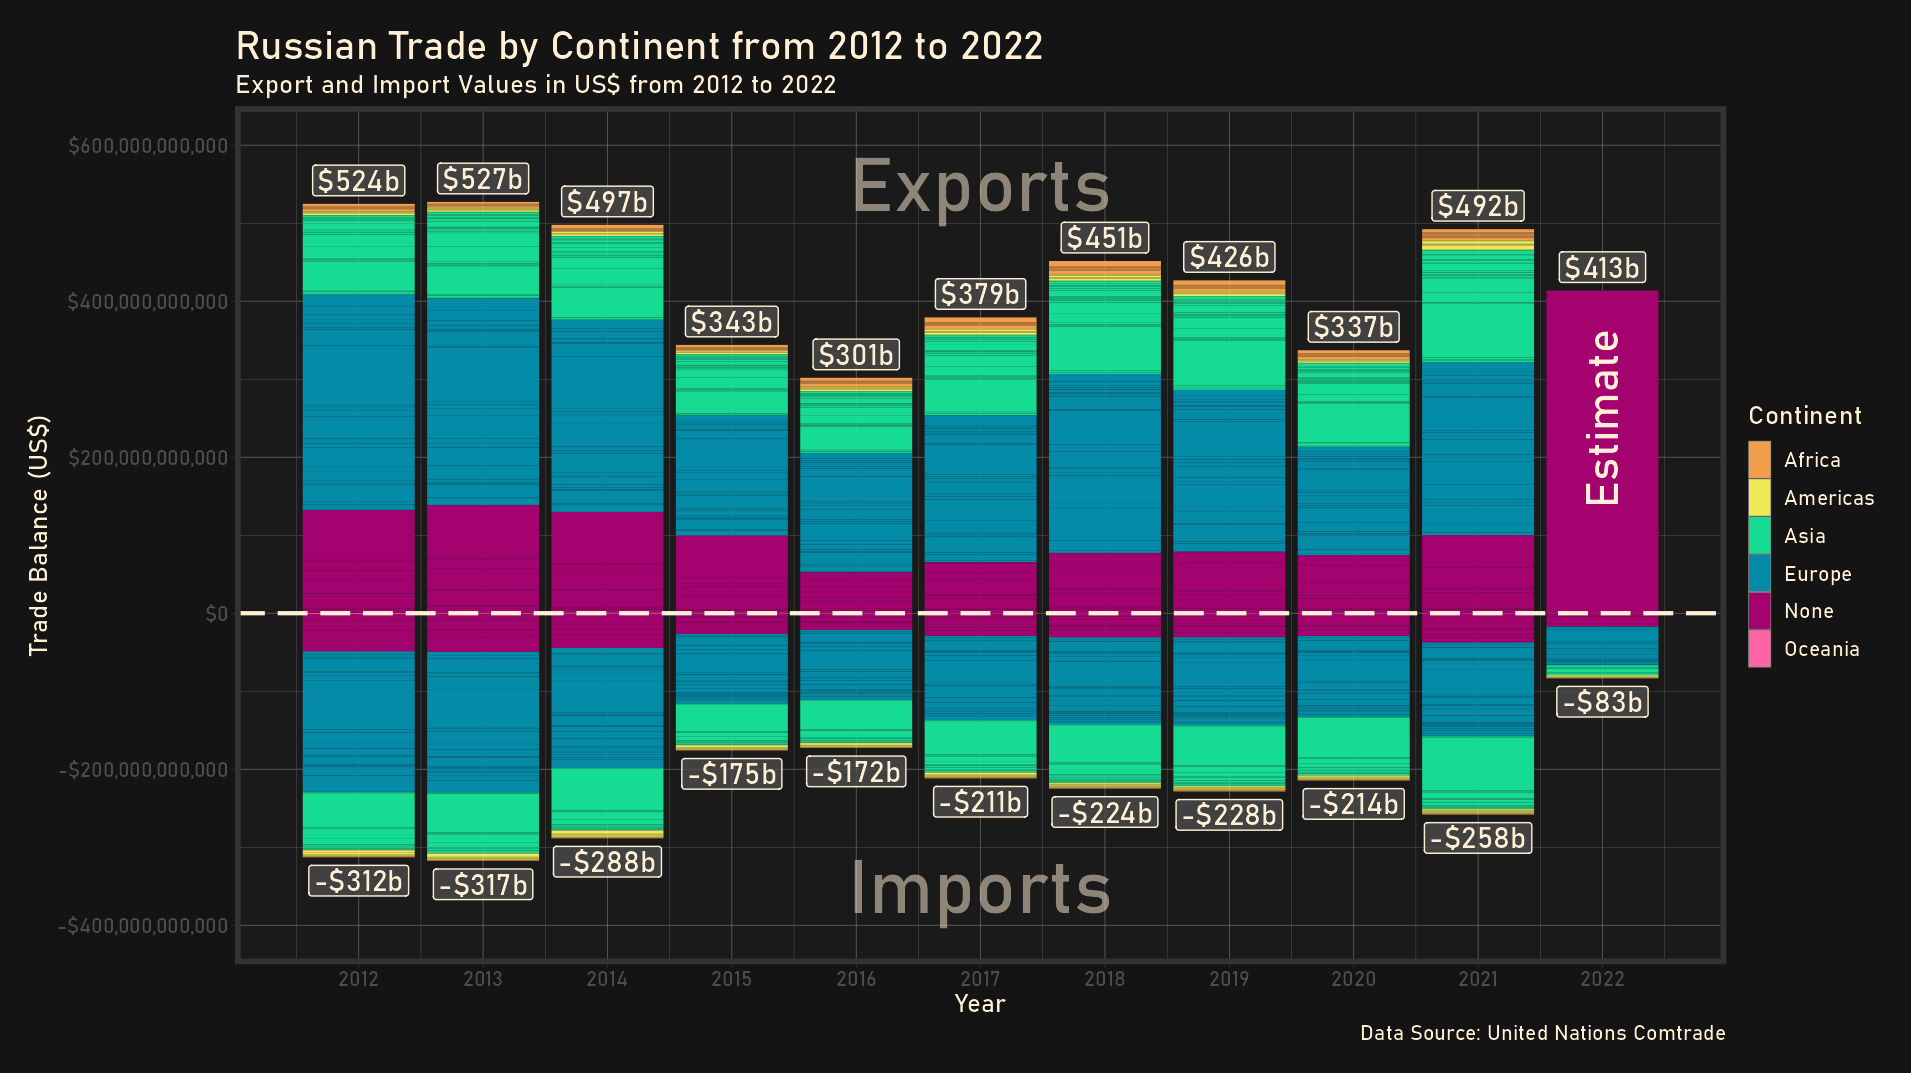 Russian Trade by Continent from 2012 to 2022
Export and Import Values in US$ from 2012 to 2022
Trade Balance (US$)
$600,000,000,000
$400,000,000,000
$200,000,000,000
$0
-$200,000,000,000
-$400,000,000,000
Exports
$524b
$527b
$497b
$343b
$301b
$379b
$451b
$426b
$337b
$492b
$413b
Estimate
-$312b
-$317b
-$288b
-$175b
-$172b
-$211b
-$224b
-$228b
-$214b
-$258b
-$83b
Imports
2012 2013 2014 2015 2016 2017 2018 2019 2020 2021 2022
Year
Continent
Africa
Americas
Asia
Europe
None
Oceania
Data Source: United Nations Comtrade